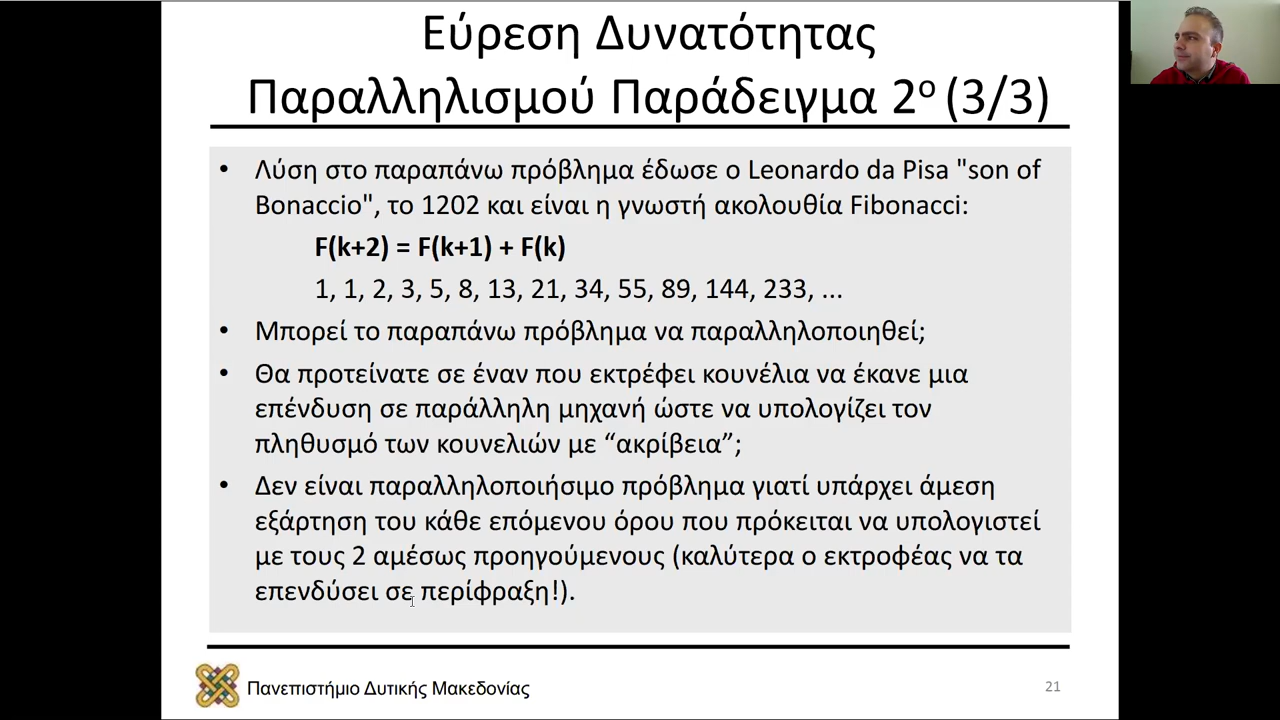 Εύρεση Δυνατότητας
Παραλληλισμού Παράδειγμα 2ο (3/3)
• Λύση στο παραπάνω πρόβλημα έδωσε ο Leonardo da Pisa "son of
Bonaccio", το 1202 και είναι η γνωστή ακολουθία Fibonacci:
F(k+2) = F(k+1) + F(k)
1, 1, 2, 3, 5, 8, 13, 21, 34, 55, 89, 144, 233, ...
• Μπορεί το παραπάνω πρόβλημα να παραλληλοποιηθεί;
• Θα προτείνατε σε έναν που εκτρέφει κουνέλια να έκανε μια
επένδυση σε παράλληλη μηχανή ώστε να υπολογίζει τον
πληθυσμό των κουνελιών με “ακρίβεια”;
• Δεν είναι παραλληλοποιήσιμο πρόβλημα γιατί υπάρχει άμεση
εξάρτηση του κάθε επόμενου όρου που πρόκειται να υπολογιστεί
με τους 2 αμέσως προηγούμενους (καλύτερα ο εκτροφέας να τα
επενδύσει σε περίφραξη!).
Πανεπιστήμιο Δυτικής Μακεδονίας
21